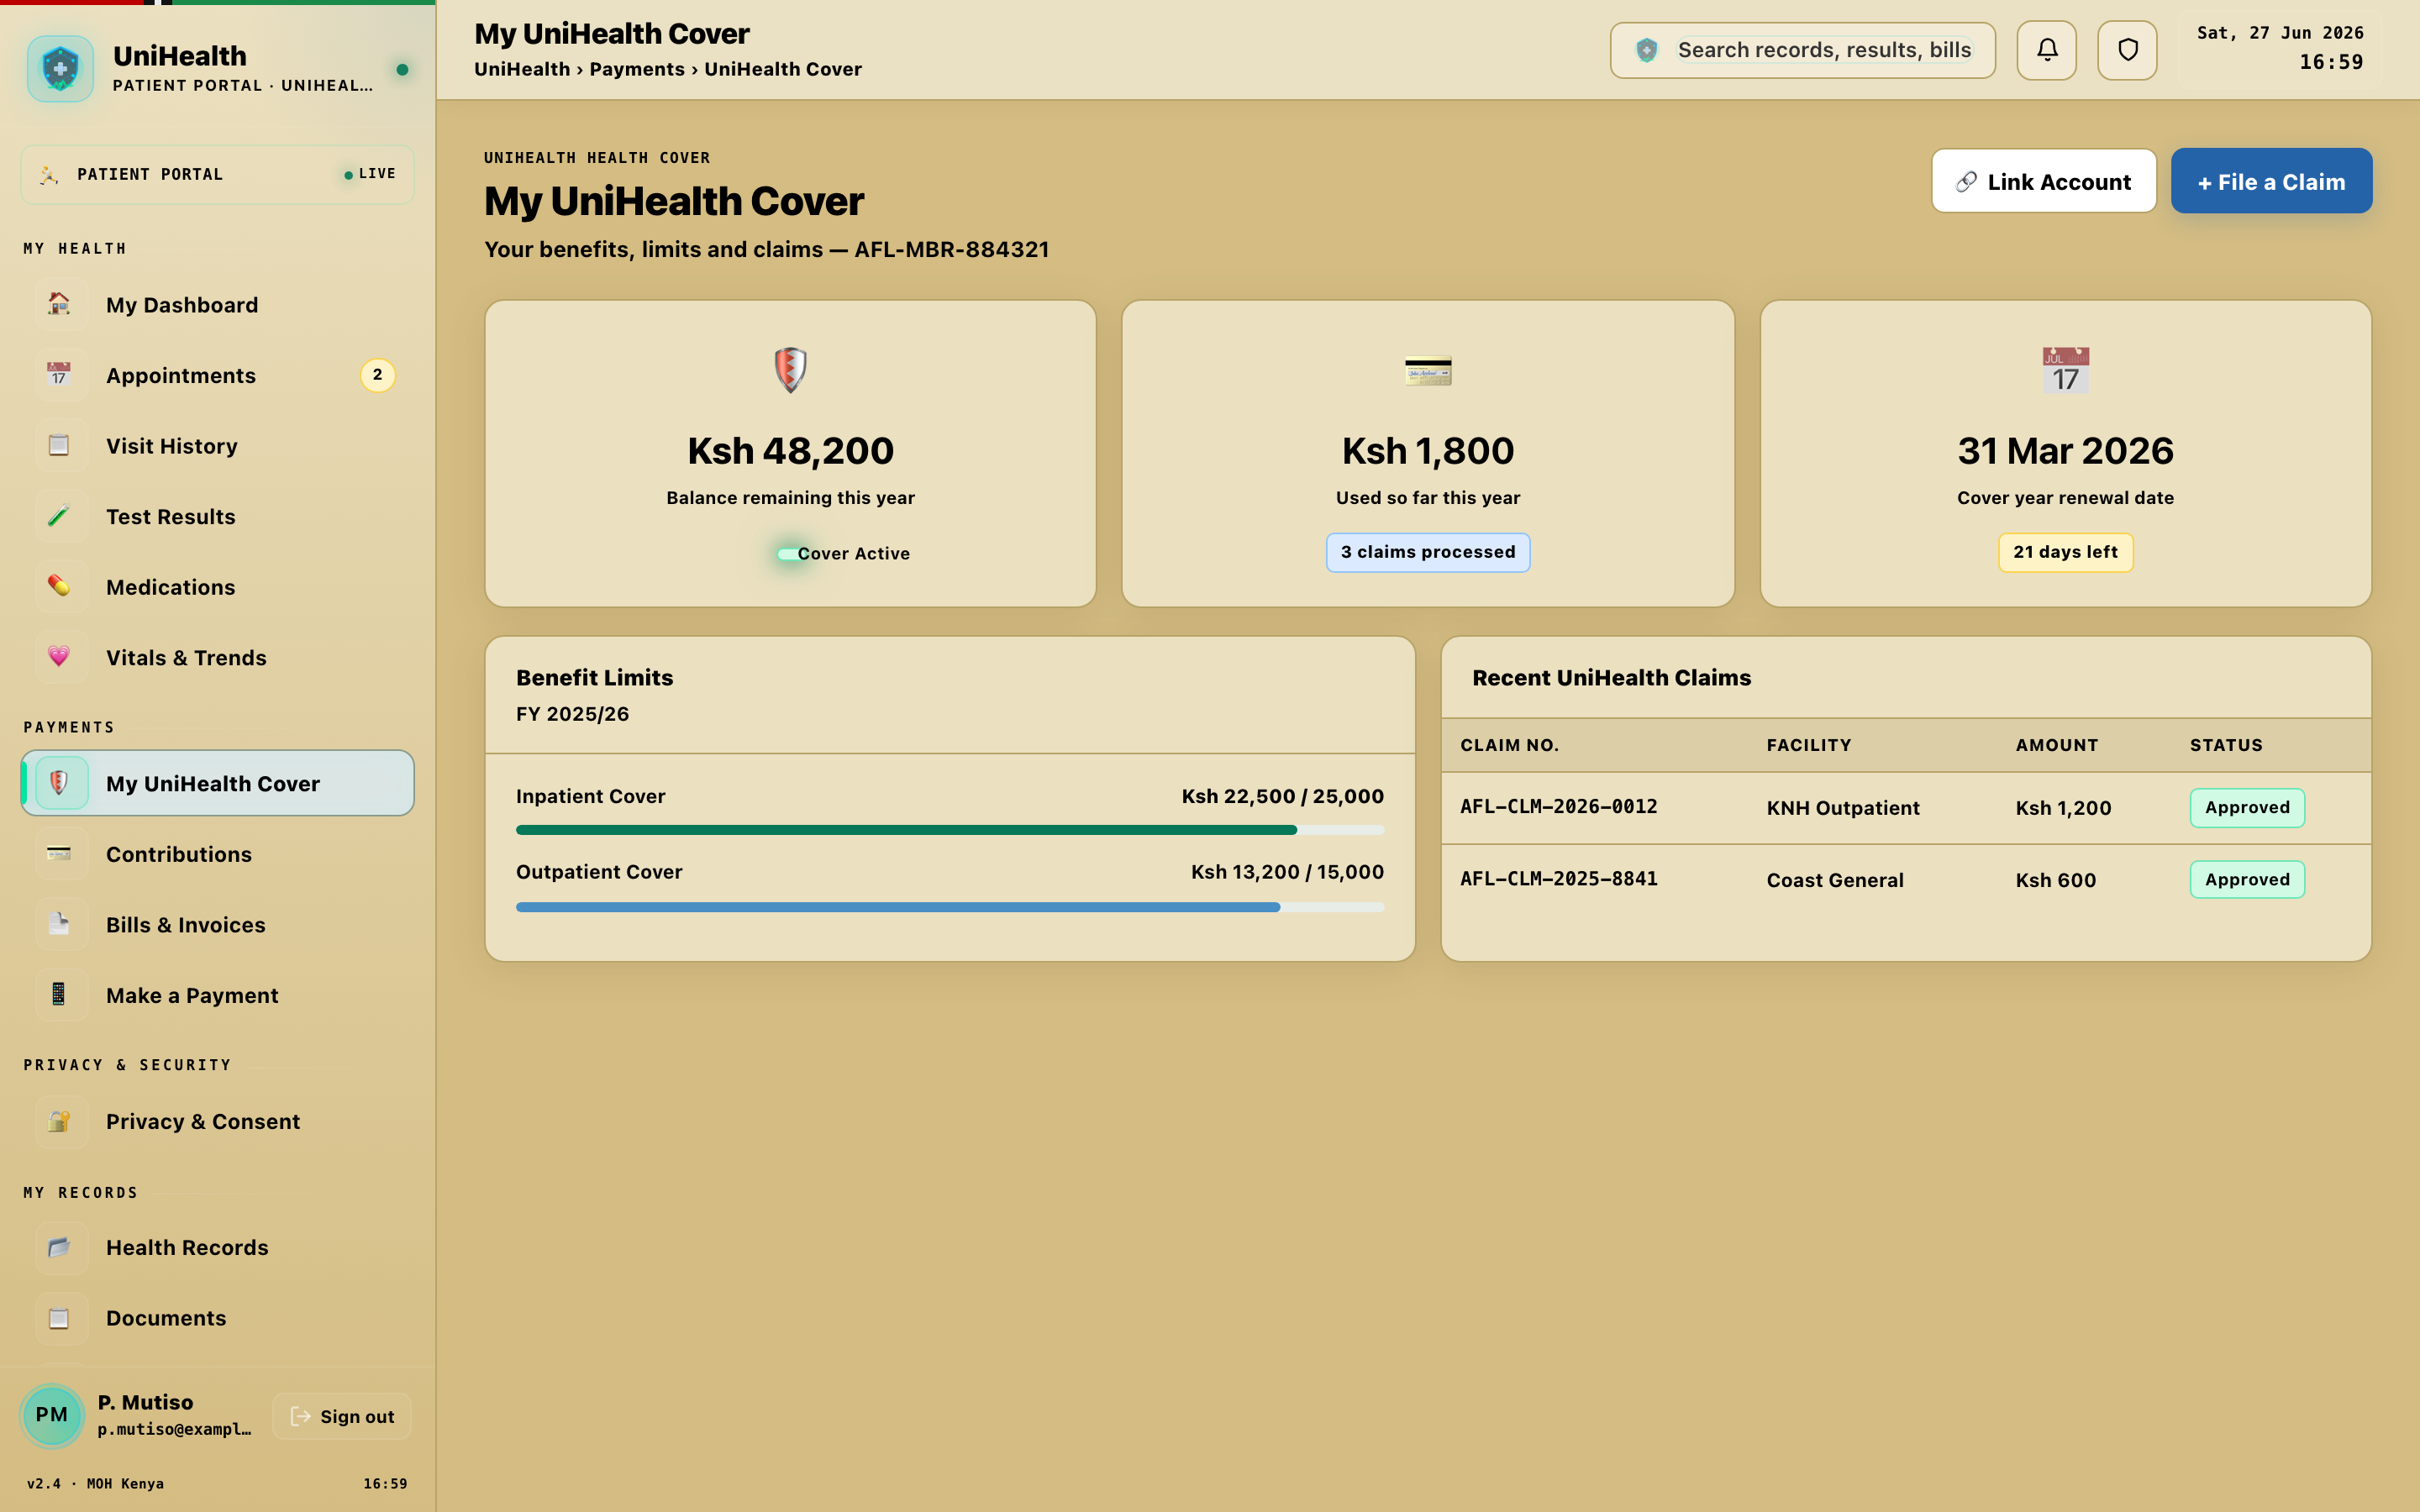 UniHealth
PATIENT PORTAL · UNIHEAL…
PATIENT PORTAL
LIVE
MY HEALTH
My Dashboard
Appointments
2
Visit History
Test Results
Medications
Vitals & Trends
PAYMENTS
My UniHealth Cover
Contributions
Bills & Invoices
Make a Payment
PRIVACY & SECURITY
Privacy & Consent
MY RECORDS
Health Records
Documents
PM
P. Mutiso
p.mutiso@exampl…
Sign out
v2.4 · MOH Kenya
16:59
My UniHealth Cover
UniHealth › Payments › UniHealth Cover
Search records, results, bills
Sat, 27 Jun 2026
16:59
UNIHEALTH HEALTH COVER
My UniHealth Cover
Your benefits, limits and claims — AFL-MBR-884321
Link Account
+ File a Claim
Ksh 48,200
Balance remaining this year
Cover Active
Ksh 1,800
Used so far this year
3 claims processed
JUL
17
31 Mar 2026
Cover year renewal date
21 days left
Benefit Limits
FY 2025/26
Inpatient Cover
Ksh 22,500 / 25,000
Outpatient Cover
Ksh 13,200 / 15,000
Recent UniHealth Claims
CLAIM NO. FACILITY AMOUNT STATUS
AFL-CLM-2026-0012 KNH Outpatient Ksh 1,200 Approved
AFL-CLM-2025-8841 Coast General Ksh 600 Approved